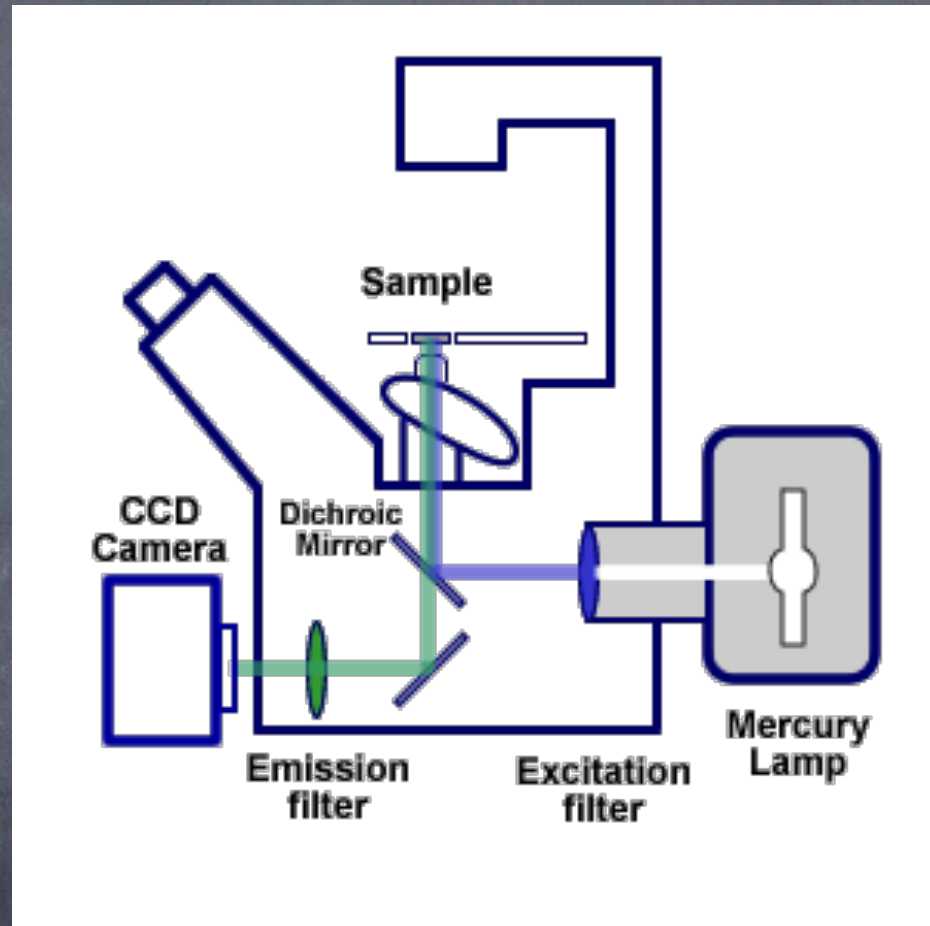 Sample
CCD
Camera
Dichroic
Mirror
Emission
filter
Excitation
filter
Mercury
Lamp